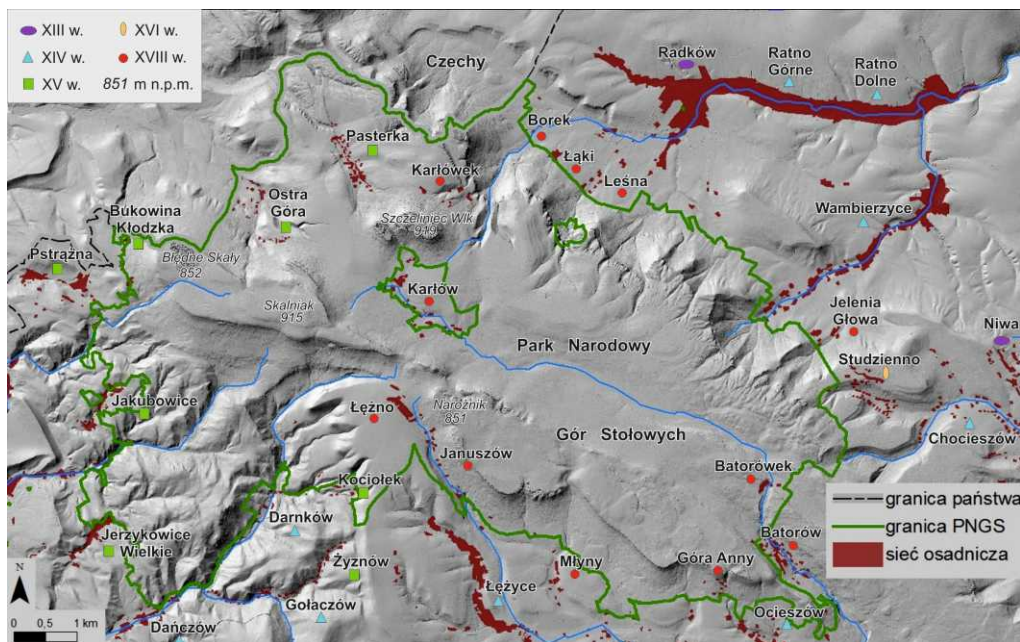 XIII w.
XVI w.
XIV w.
XVIII w.
XV w.
851 m n.p.m.
Czechy
Radków
Ratno
Górne
Ratno
Dolne
Pasterka
Borek
Karłówek
Łąki
Leśna
Ostra
Góra
Szczeliniec Wlk
919
Wambierzyce
Bukowina
Kłodzka
Pstrążna
Błędne Skały
852
Karłów
Skalniak
915
Jelenia
Głowa
Niwa
Park Narodowy
Studzienno
Jakubowice
Łężno
Narożnik
851
Gór Stołowych
Chocieszów
Januszów
Batorówek
Kociołek
granica państwa
granica PNGS
sieć osadnicza
Darnków
Jerzykowice
Wielkie
Batorów
Żyznów
Młyny
Góra Anny
Łężyce
N
Gołaczów
Ocieszów
Dańczów
0 0,5 1 km